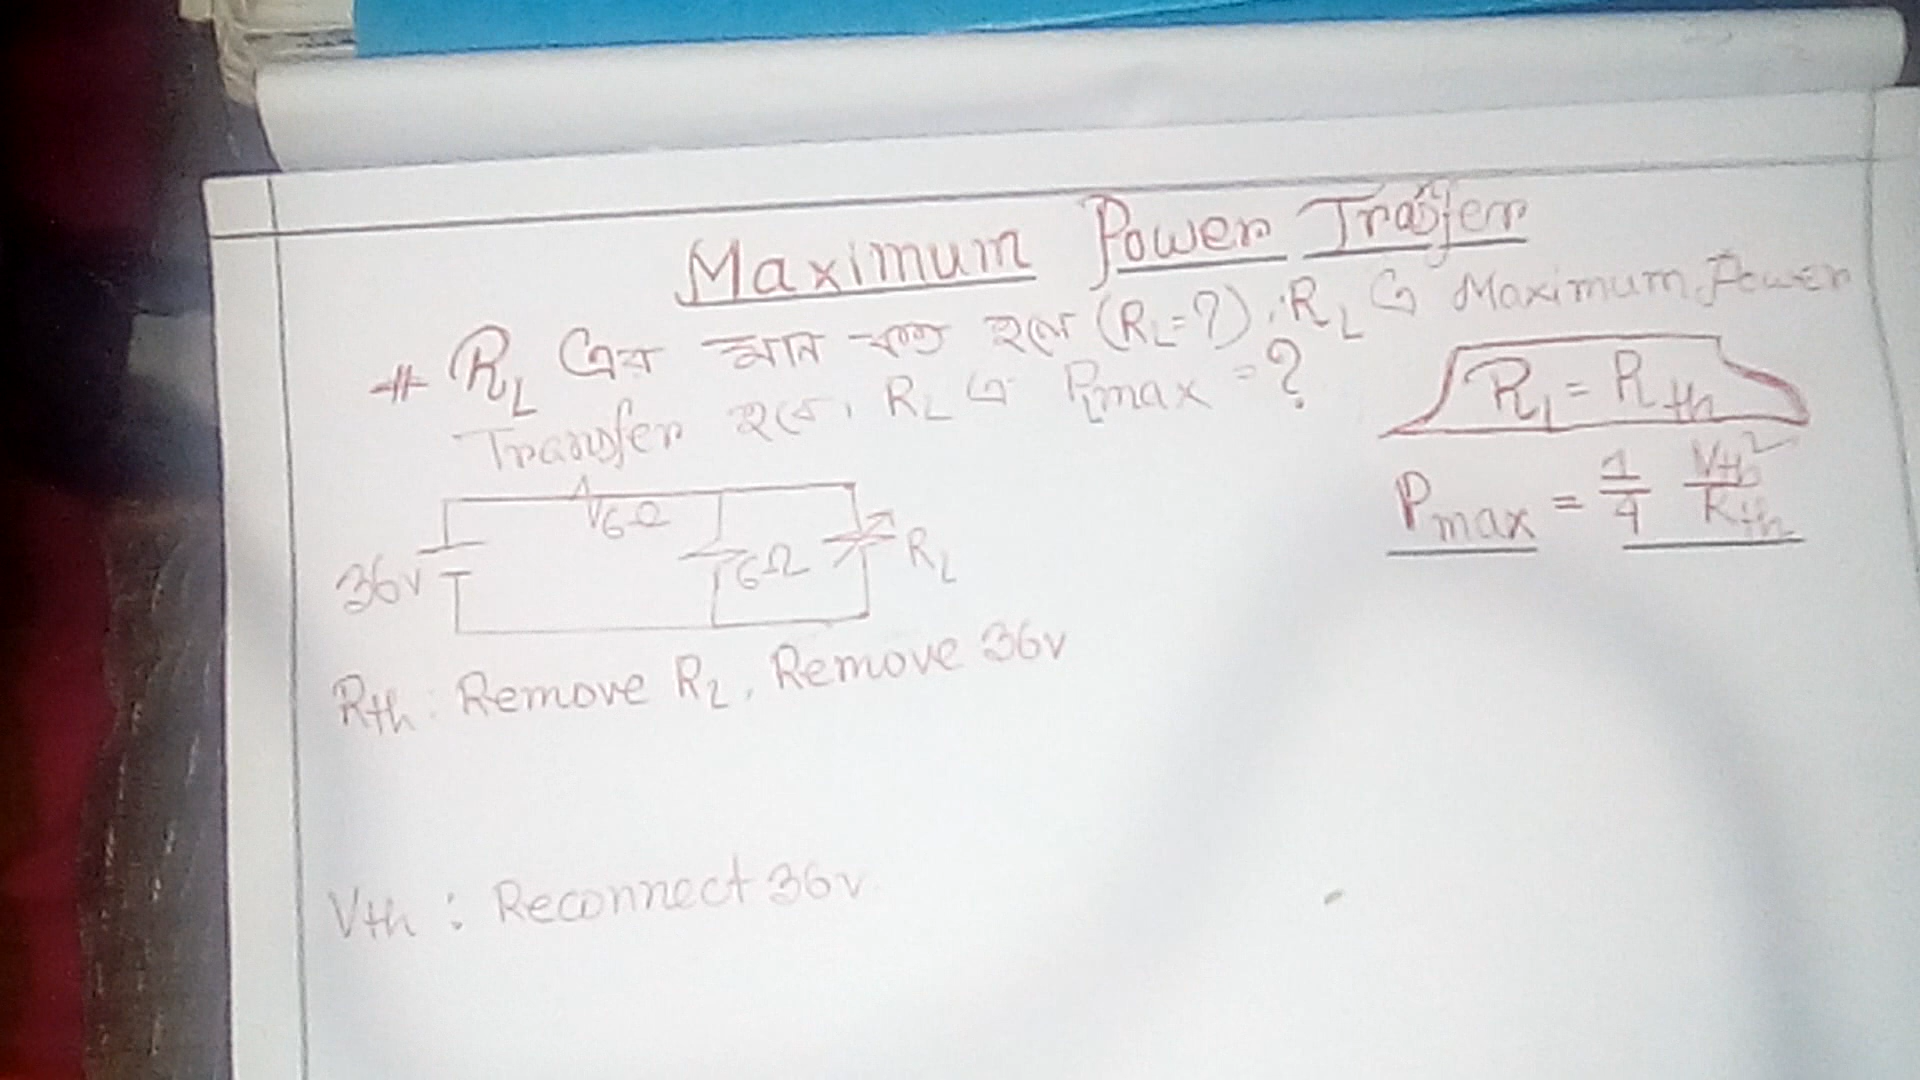 Maximum Power Trasfer
# RL এর মান কত হলে (RL=?), RL এ Maximum Power
Transfer হবে, RL এ Pmax = ?
RL = Rth
Pmax = 1/4 Vth²/Rth
6Ω
36v
6Ω
RL
Rth : Remove RL, Remove 36v
Vth : Reconnect 36v